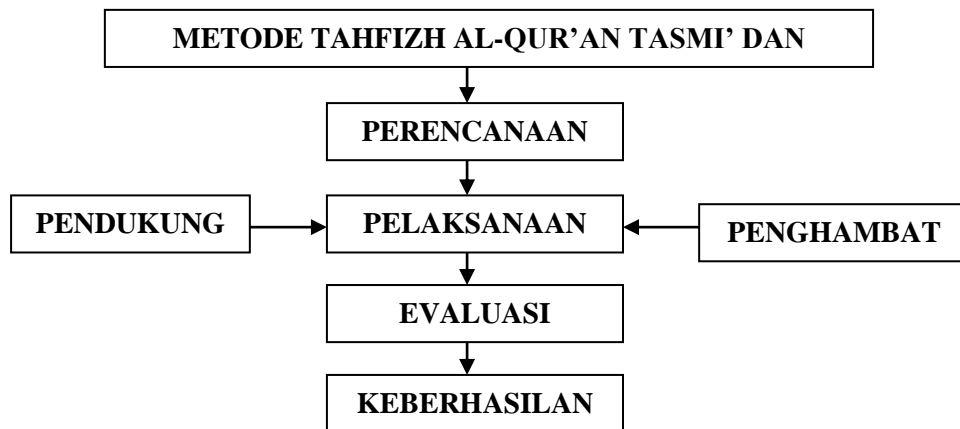 METODE TAHFIZH AL-QUR’AN TASMI’ DAN
PERENCANAAN
PENDUKUNG
PELAKSANAAN
PENGHAMBAT
EVALUASI
KEBERHASILAN